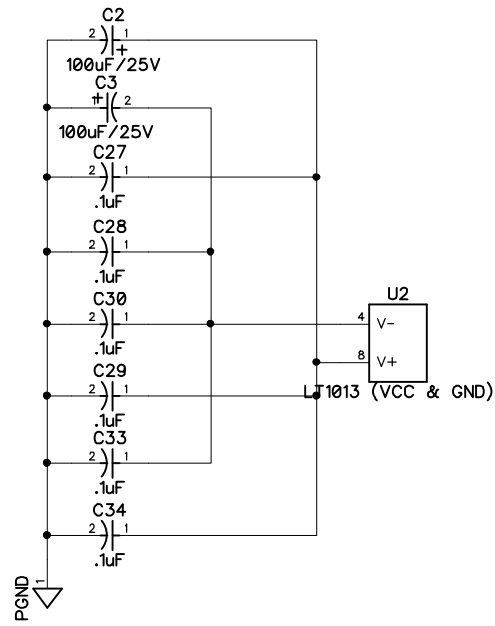 C2
2 + 1
100uF/25V
C3
+ 1 2
100uF/25V
C27
2 1
.1uF
C28
2 1
.1uF
C30
2 1
.1uF
U2
4 V-
8 V+
LT1013 (VCC & GND)
C29
2 1
.1uF
C33
2 1
.1uF
C34
2 1
.1uF
1
PGND